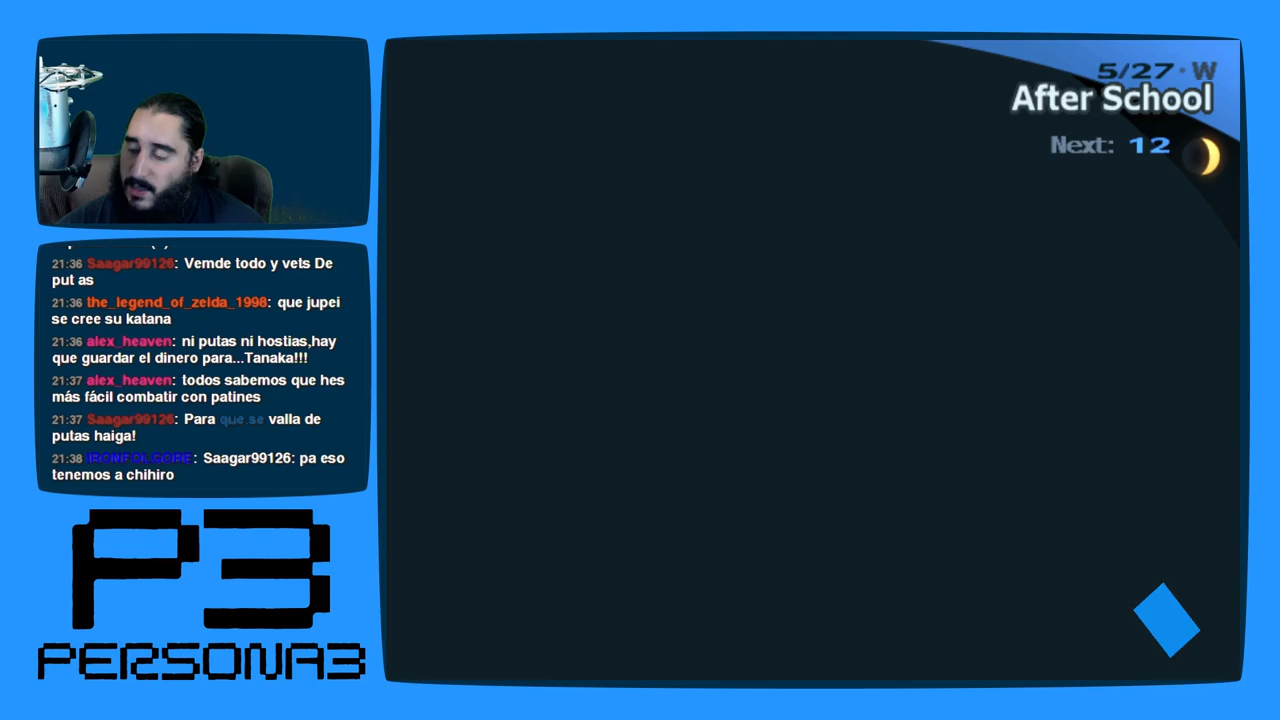 5/27·W
After School
Next: 12
21:36 Saagar99126: Vemde todo y vets De
put as
21:36 the_legend_of_zelda_1998: que jupei
se cree su katana
21:36 alex_heaven: ni putas ni hostias,hay
que guardar el dinero para...Tanaka!!!
21:37 alex_heaven: todos sabemos que hes
más fácil combatir con patines
21:37 Saagar99126: Para que.se valla de
putas haiga!
21:38 IRONFOLGORE: Saagar99126: pa eso
tenemos a chihiro
P3
PERSONA3